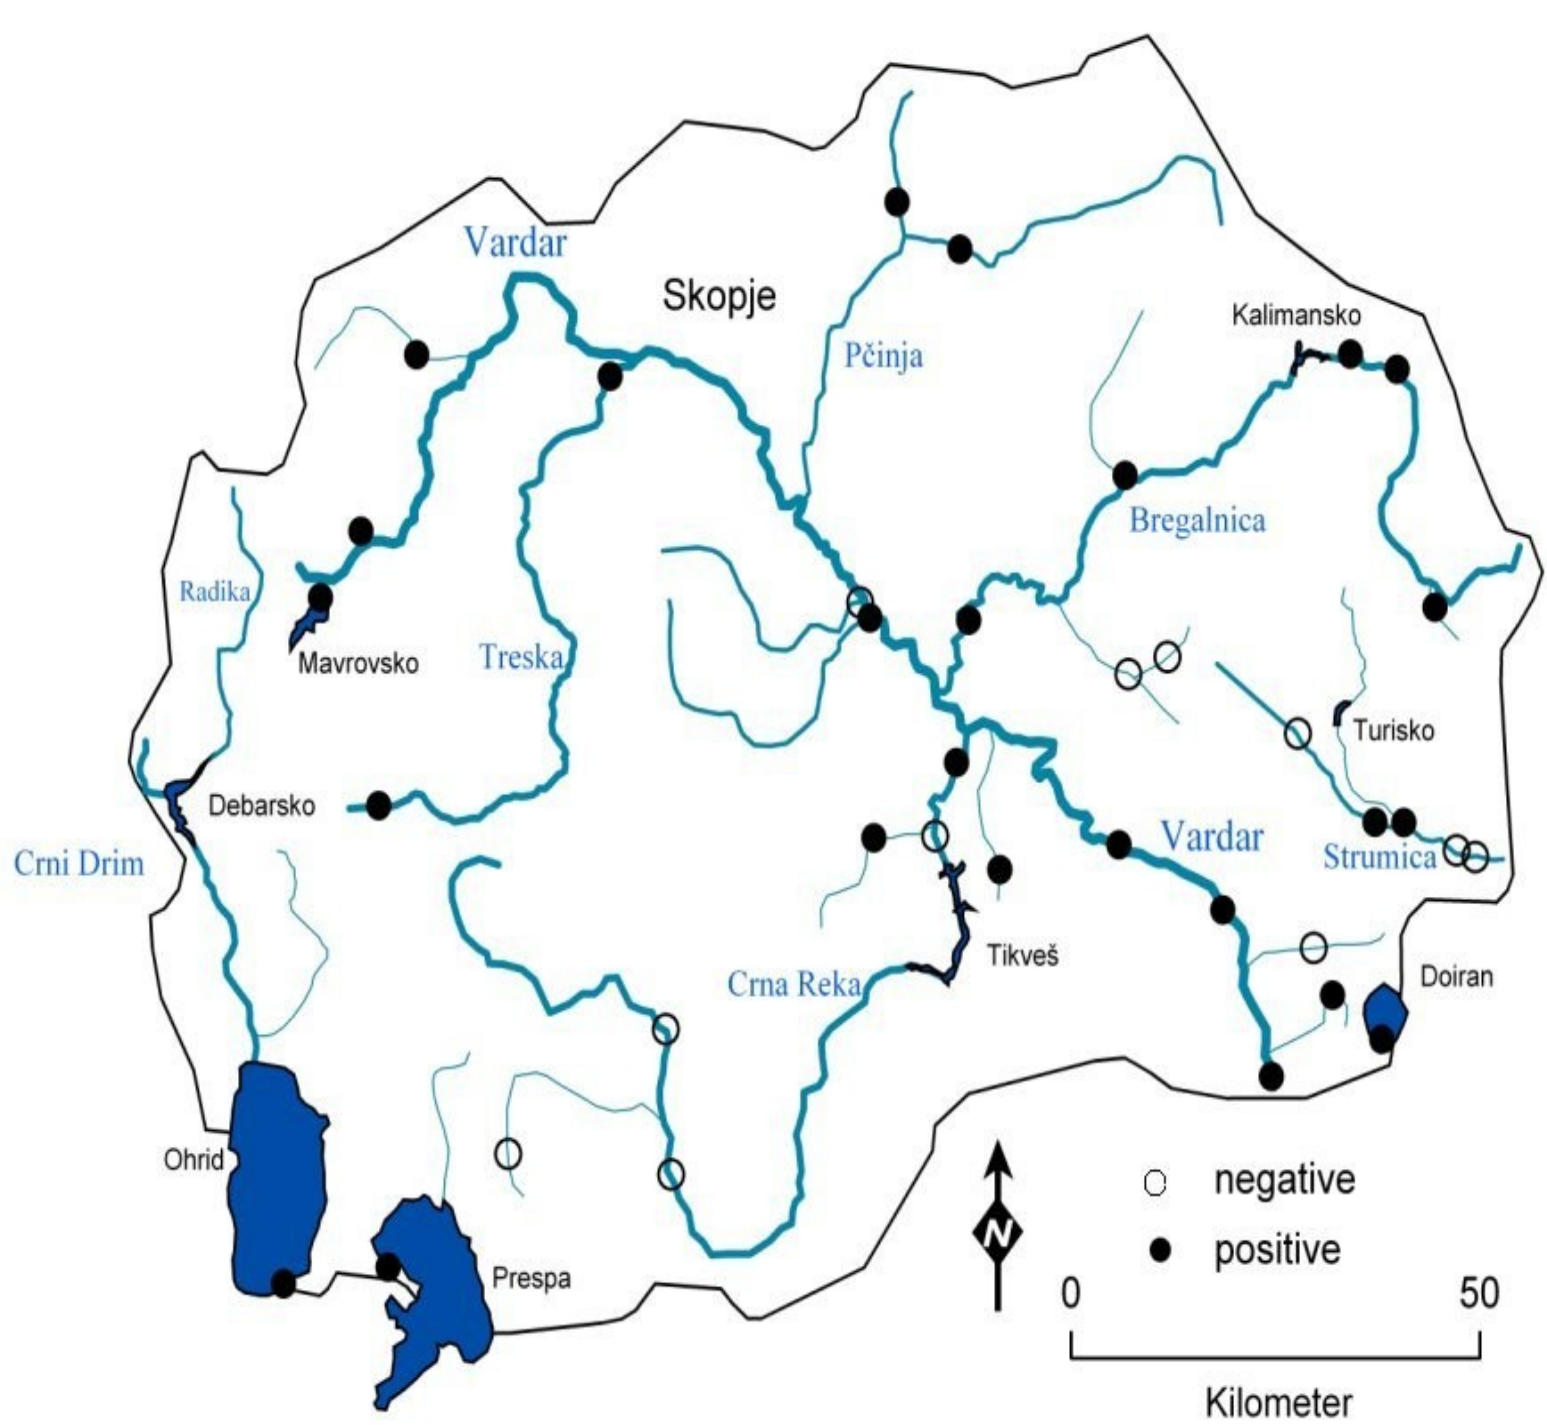 Vardar
Skopje
Kalimansko
Pčinja
Bregalnica
Radika
Mavrovsko
Treska
Turisko
Debarsko
Vardar
Strumica
Crni Drim
Tikveš
Crna Reka
Doiran
Ohrid
Prespa
N
negative
positive
0 50
Kilometer